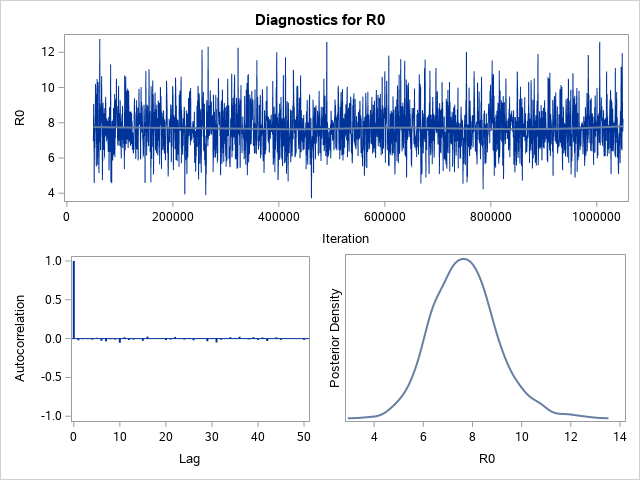 Diagnostics for R0
12
10
8
6
4
R0
0 200000 400000 600000 800000 1000000
Iteration
1.0
0.5
0.0
-0.5
-1.0
Autocorrelation
0 10 20 30 40 50
Lag
Posterior Density
4 6 8 10 12 14
R0